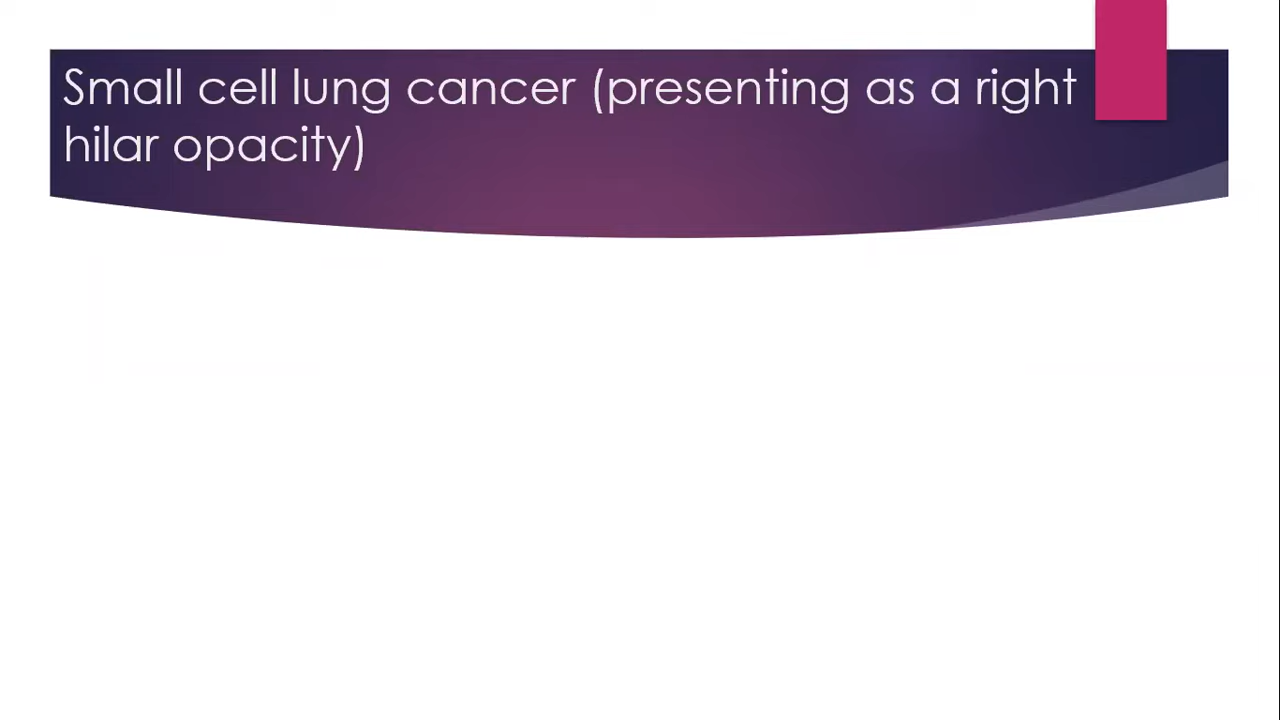 Small cell lung cancer (presenting as a right
hilar opacity)